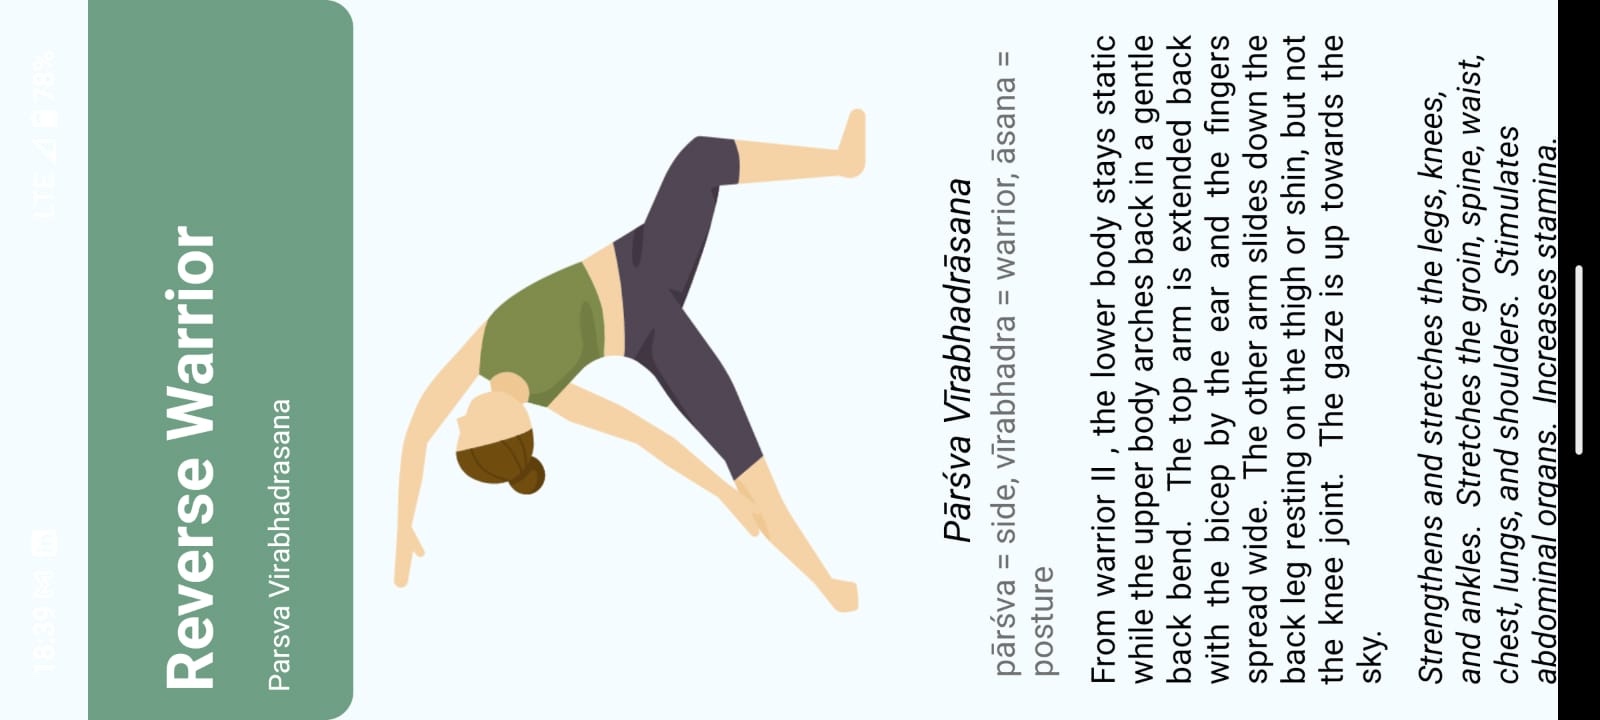 18:39
LTE 78%
Reverse Warrior
Parsva Virabhadrasana
Pārśva Vīrabhadrāsana
pārśva = side, vīrabhadra = warrior, āsana =
posture
From warrior II , the lower body stays static
while the upper body arches back in a gentle
back bend. The top arm is extended back
with the bicep by the ear and the fingers
spread wide. The other arm slides down the
back leg resting on the thigh or shin, but not
the knee joint. The gaze is up towards the
sky.
Strengthens and stretches the legs, knees,
and ankles. Stretches the groin, spine, waist,
chest, lungs, and shoulders. Stimulates
abdominal organs. Increases stamina.